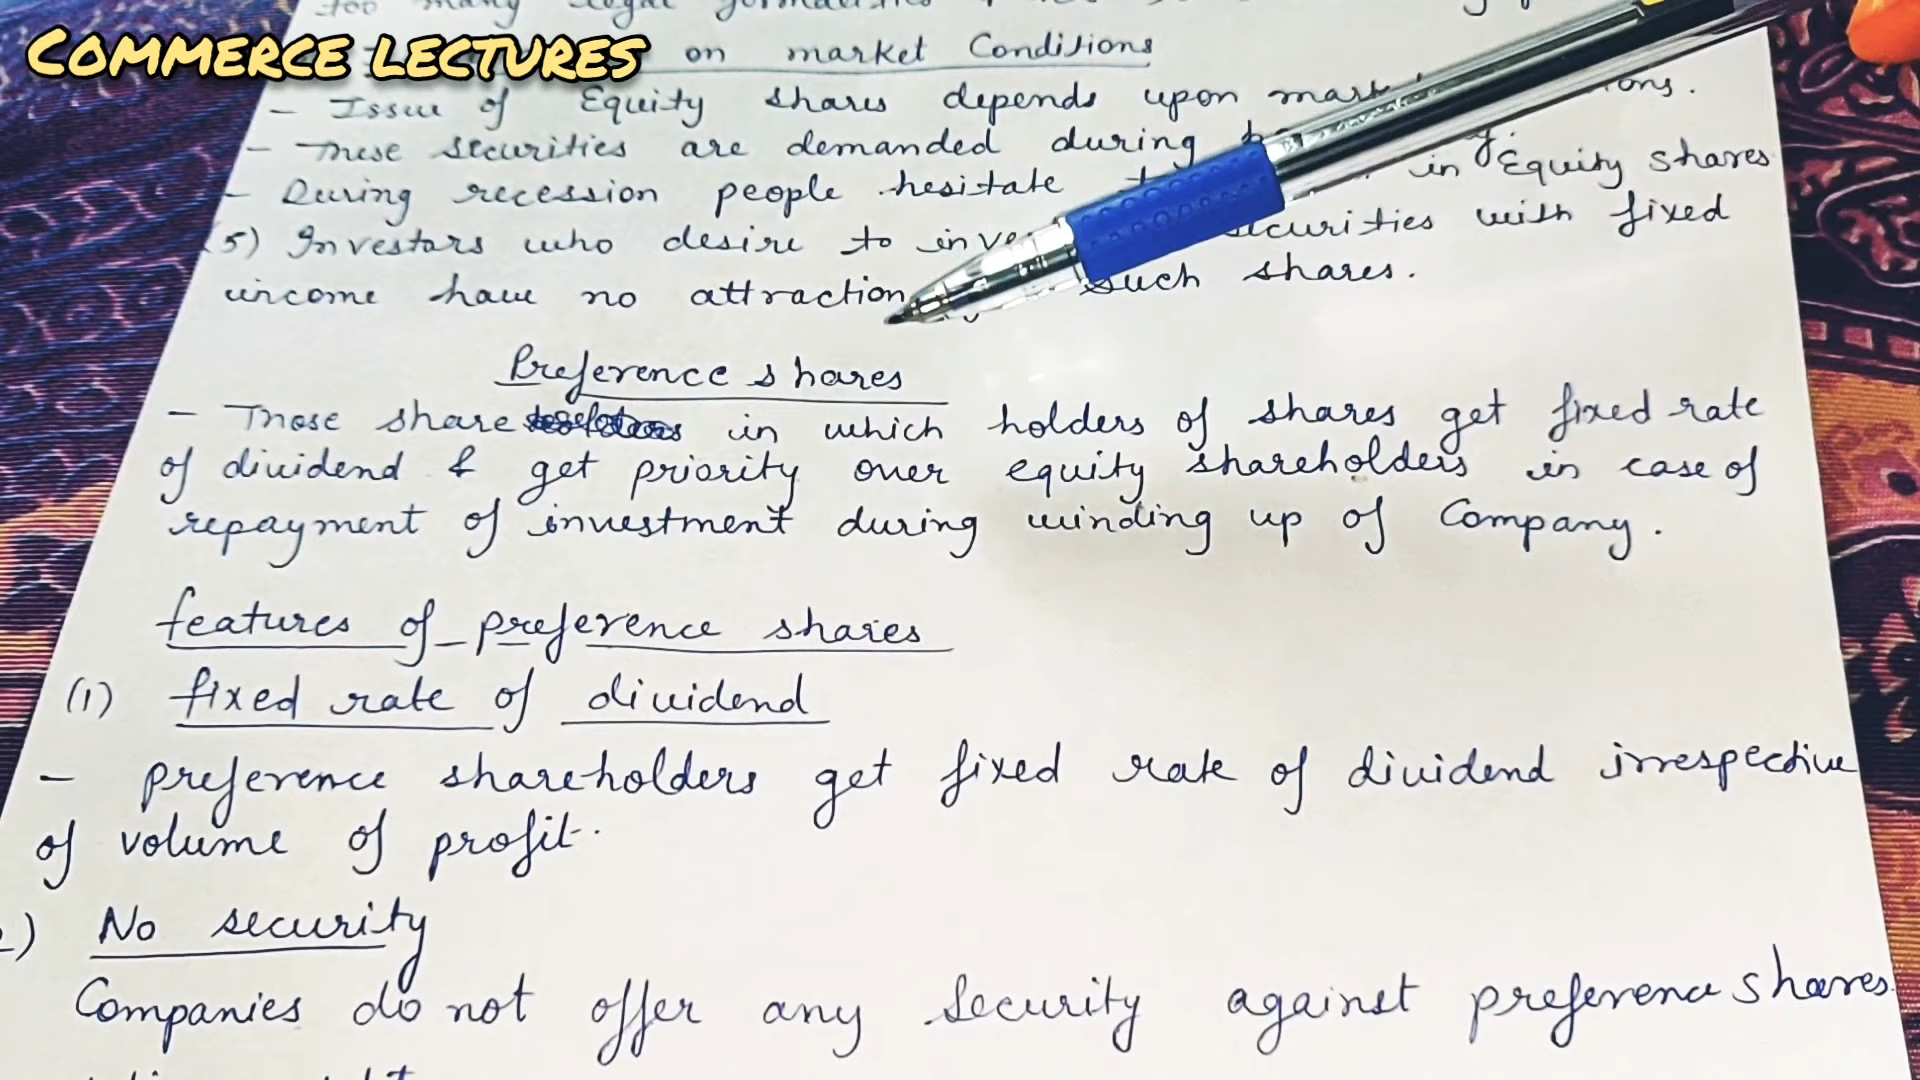 COMMERCE LECTURES
too many legal formalities
on market Conditions
- Issue of Equity shares depends upon
- These securities are demanded during
- During recession people hesitate in Equity shares
(5) Investors who desire to securities with fixed
income have no attraction such shares.
Preference shares
- Those share in which holders of shares get fixed rate
of dividend & get priority over equity shareholders in case of
repayment of investment during winding up of Company.
features of preference shares
(1) fixed rate of dividend
- preference shareholders get fixed rate of dividend irrespective
of volume of profit.
) No security
Companies do not offer any security against preference shares